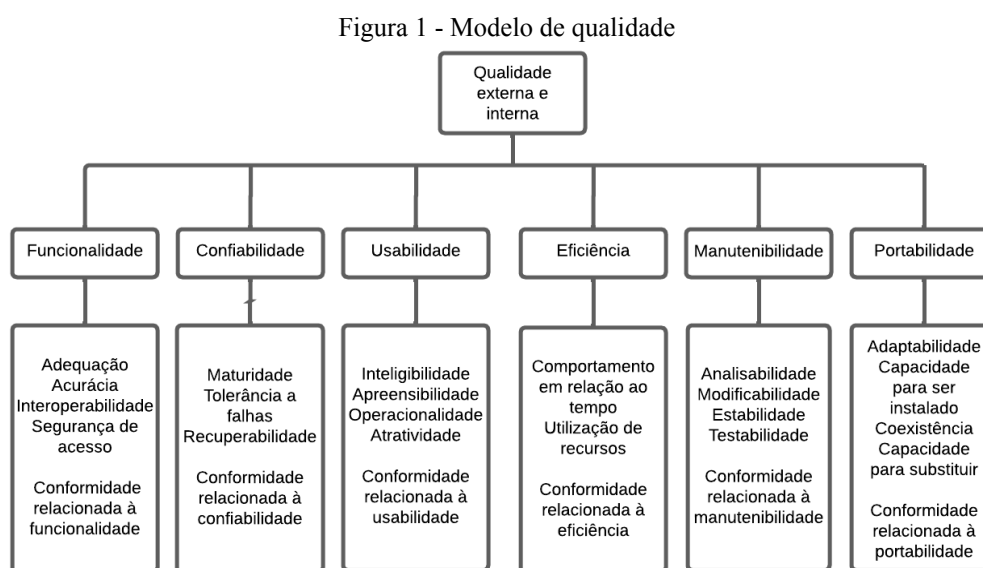 Figura 1 - Modelo de qualidade
Qualidade
externa e
interna
Funcionalidade
Confiabilidade
Usabilidade
Eficiência
Manutenibilidade
Portabilidade
Adequação
Acurácia
Interoperabilidade
Segurança de
acesso
Conformidade
relacionada à
funcionalidade
Maturidade
Tolerância a
falhas
Recuperabilidade
Conformidade
relacionada à
confiabilidade
Inteligibilidade
Apreensibilidade
Operacionalidade
Atratividade
Conformidade
relacionada à
usabilidade
Comportamento
em relação ao
tempo
Utilização de
recursos
Conformidade
relacionada à
eficiência
Analisabilidade
Modificabilidade
Estabilidade
Testabilidade
Conformidade
relacionada à
manutenibilidade
Adaptabilidade
Capacidade
para ser
instalado
Coexistência
Capacidade
para substituir
Conformidade
relacionada à
portabilidade